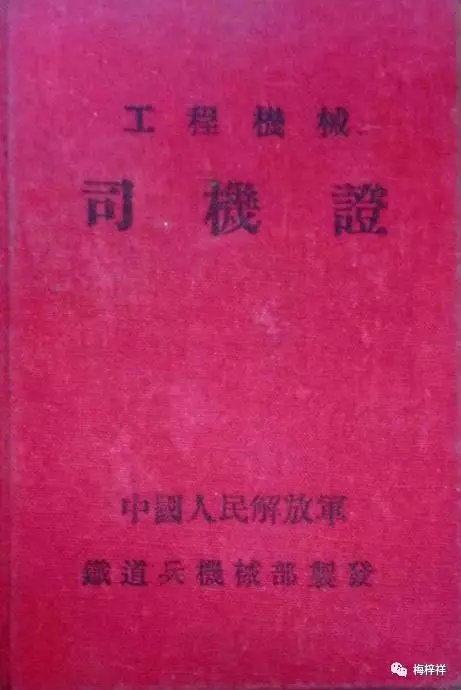 工程機械
司機證
中國人民解放軍
鐵道兵機械部製發
梅梓祥